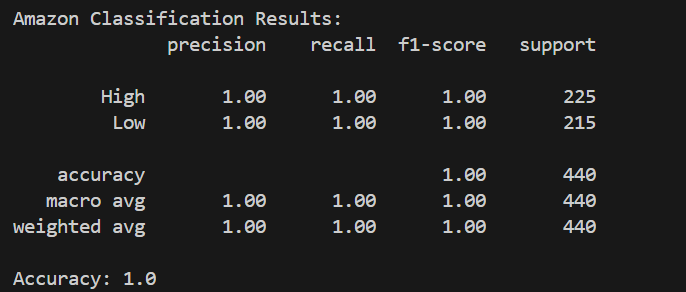 Amazon Classification Results:
precision recall f1-score support
High 1.00 1.00 1.00 225
Low 1.00 1.00 1.00 215
accuracy 1.00 440
macro avg 1.00 1.00 1.00 440
weighted avg 1.00 1.00 1.00 440
Accuracy: 1.0